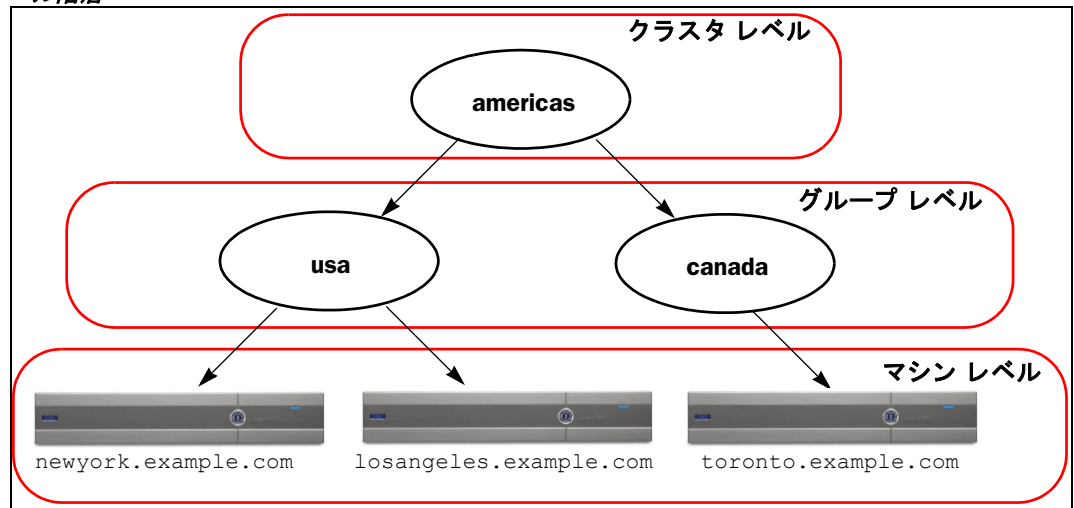 クラスタ レベル
americas
グループ レベル
usa
canada
マシン レベル
newyork.example.com
losangeles.example.com
toronto.example.com